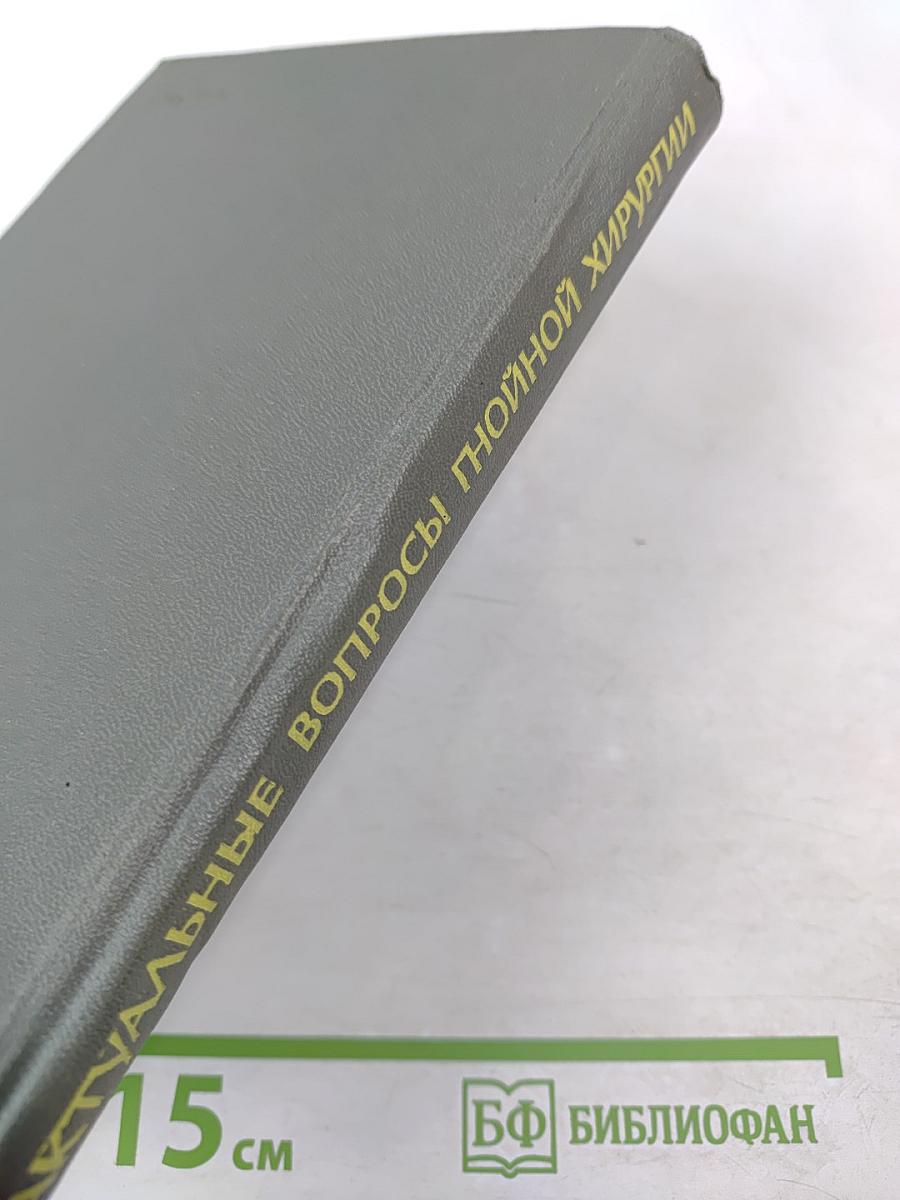 АКТУАЛЬНЫЕ ВОПРОСЫ ГНОЙНОЙ ХИРУРГИИ
15 см
БФ БИБЛИОФАН